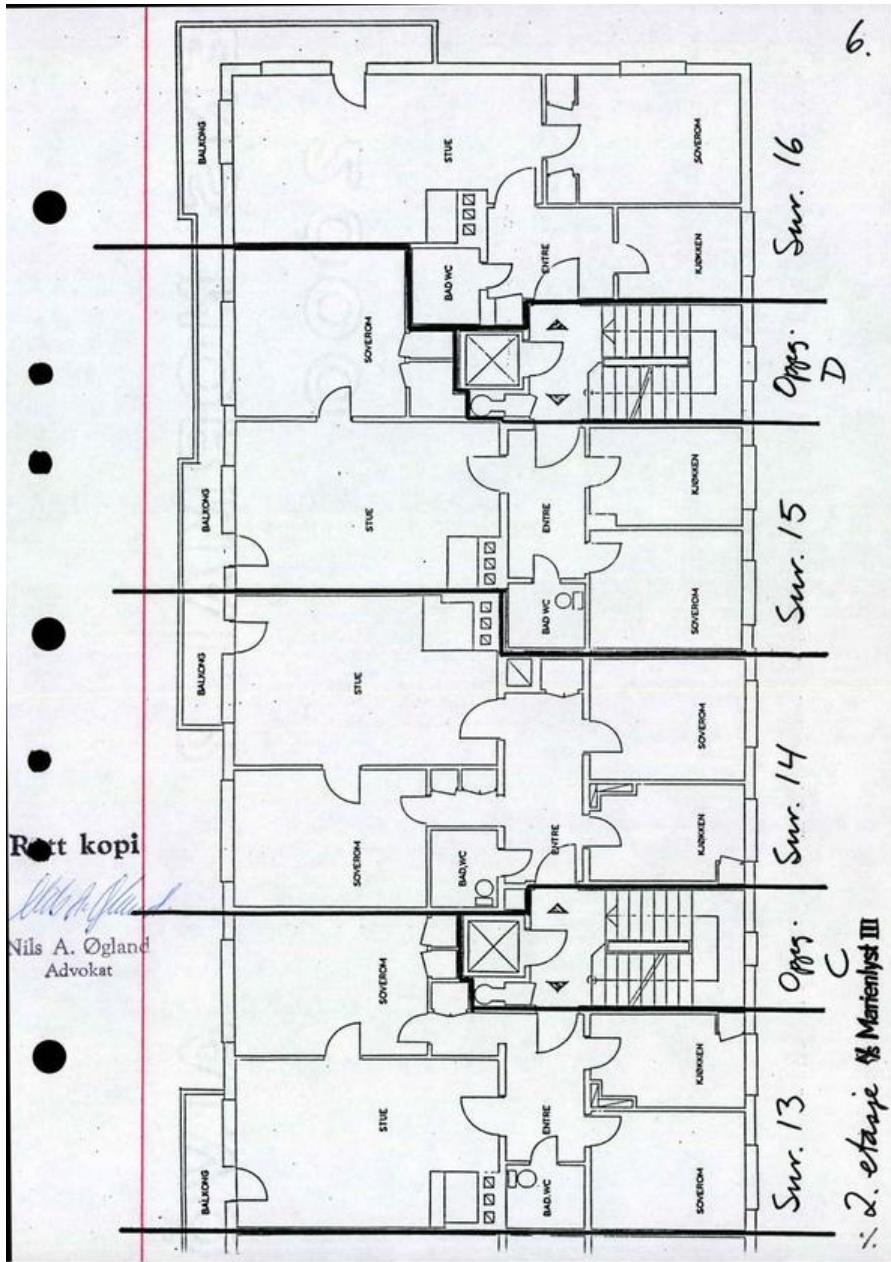 6.
Rett kopi
Nils A. Øgland
Advokat
BALKONG
BALKONG
BALKONG
BALKONG
STUE
SOVEROM
SOVEROM
STUE
STUE
SOVEROM
STUE
BAD,WC
ENTRE
BAD,WC
ENTRE
BAD WC
ENTRE
BAD WC
ENTRE
SOVEROM
KJØKKEN
KJØKKEN
SOVEROM
SOVEROM
KJØKKEN
KJØKKEN
SOVEROM
Snr. 13
Oppg. C
Snr. 14
Snr. 15
Oppg. D
Snr. 16
2. etasje Marienlyst III